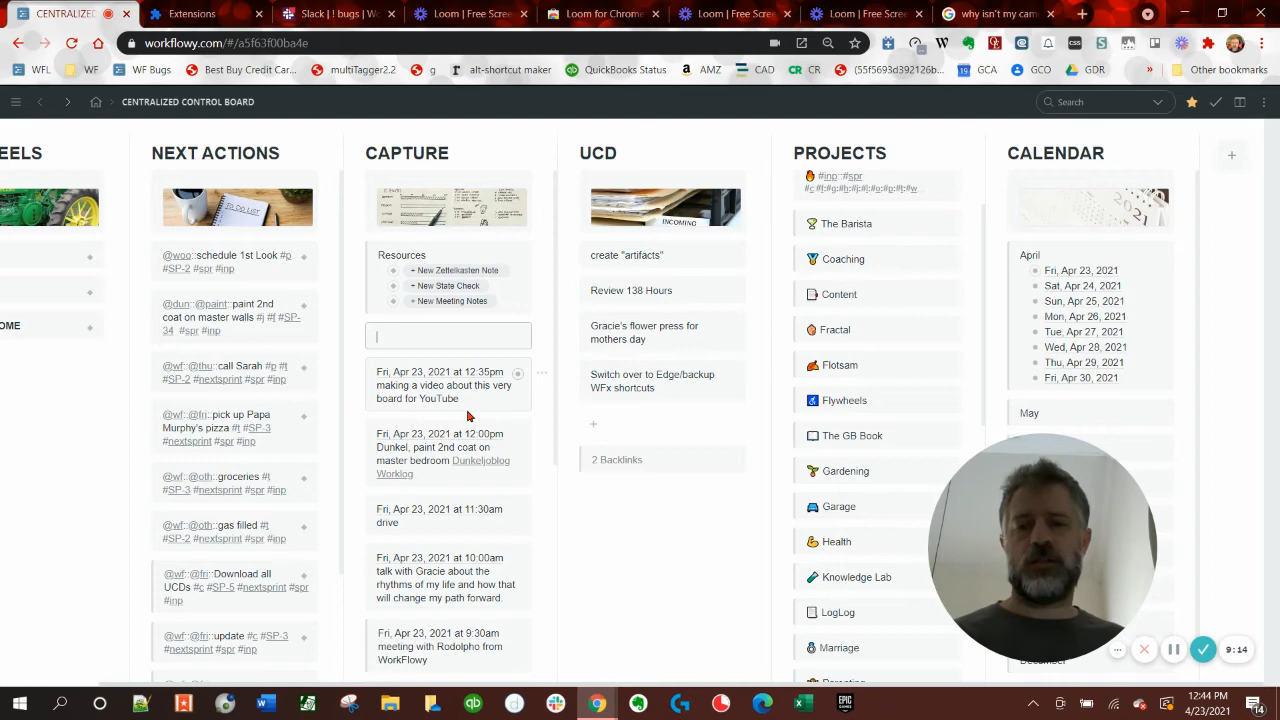 CENTRALIZED
Extensions
Slack | ! bugs | Wo
Loom | Free Scree
Loom for Chrome
Loom | Free Scree
Loom | Free Scree
why isn't my cam
workflowy.com/#/a5f63f00ba4e
WFL
WF
WF Bugs
Best Buy Credit Car...
multiTagger2.2
g
alt-shortcut maker
QuickBooks Status
AMZ
CAD
CR
(55f5693d392126b...
GCA
GCO
GDR
»
Other bookmarks
CENTRALIZED CONTROL BOARD
Search
EELS
OME
NEXT ACTIONS
TO DO LIST
@woo::schedule 1st Look #p
#SP-2 #spr #inp
@dun::@paint::paint 2nd
coat on master walls #j #f #SP-
34 #spr #inp
@wf::@thu::call Sarah #p #t
#SP-2 #nextsprint #spr #inp
@wf::@fri::pick up Papa
Murphy's pizza #t #SP-3
#nextsprint #spr #inp
@wf::@oth::groceries #t
#SP-3 #nextsprint #spr #inp
@wf::@oth::gas filled #t
#SP-2 #nextsprint #spr #inp
@wf::@fri::Download all
UCDs #c #SP-5 #nextsprint #spr
#inp
@wf::@fri::update #c #SP-3
#nextsprint #spr #inp
CAPTURE
Resources
+ New Zettelkasten Note
+ New State Check
+ New Meeting Notes
Fri, Apr 23, 2021 at 12:35pm
making a video about this very
board for YouTube
Fri, Apr 23, 2021 at 12:00pm
Dunkel, paint 2nd coat on
master bedroom Dunkeljoblog
Worklog
Fri, Apr 23, 2021 at 11:30am
drive
Fri, Apr 23, 2021 at 10:00am
talk with Gracie about the
rhythms of my life and how that
will change my path forward.
Fri, Apr 23, 2021 at 9:30am
meeting with Rodolpho from
WorkFlowy
UCD
INCOMING
create "artifacts"
Review 138 Hours
Gracie's flower press for
mothers day
Switch over to Edge/backup
WFx shortcuts
+
2 Backlinks
PROJECTS
🔥 #inp::#spr
#c#f:#g#h:#j:#l:#o:#p:#t:#w
🏆 The Barista
🏅 Coaching
Content
Fractal
Flotsam
Flywheels
The GB Book
Gardening
Garage
Health
Knowledge Lab
LogLog
Marriage
CALENDAR
2021
April
Fri, Apr 23, 2021
Sat, Apr 24, 2021
Sun, Apr 25, 2021
Mon, Apr 26, 2021
Tue, Apr 27, 2021
Wed, Apr 28, 2021
Thu, Apr 29, 2021
Fri, Apr 30, 2021
May
+
9:14
12:44 PM
4/23/2021